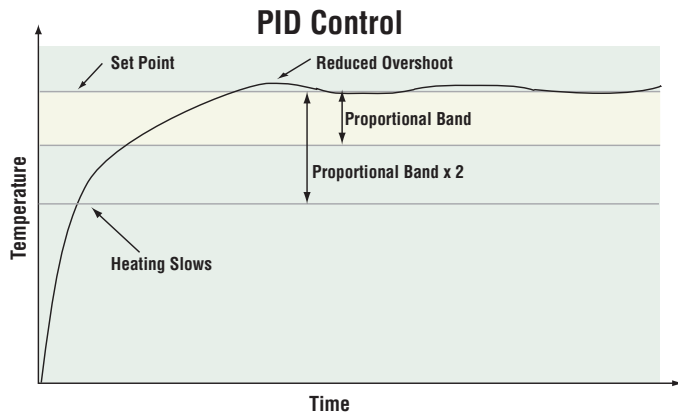 PID Control
Set Point
Reduced Overshoot
Proportional Band
Proportional Band x 2
Heating Slows
Temperature
Time